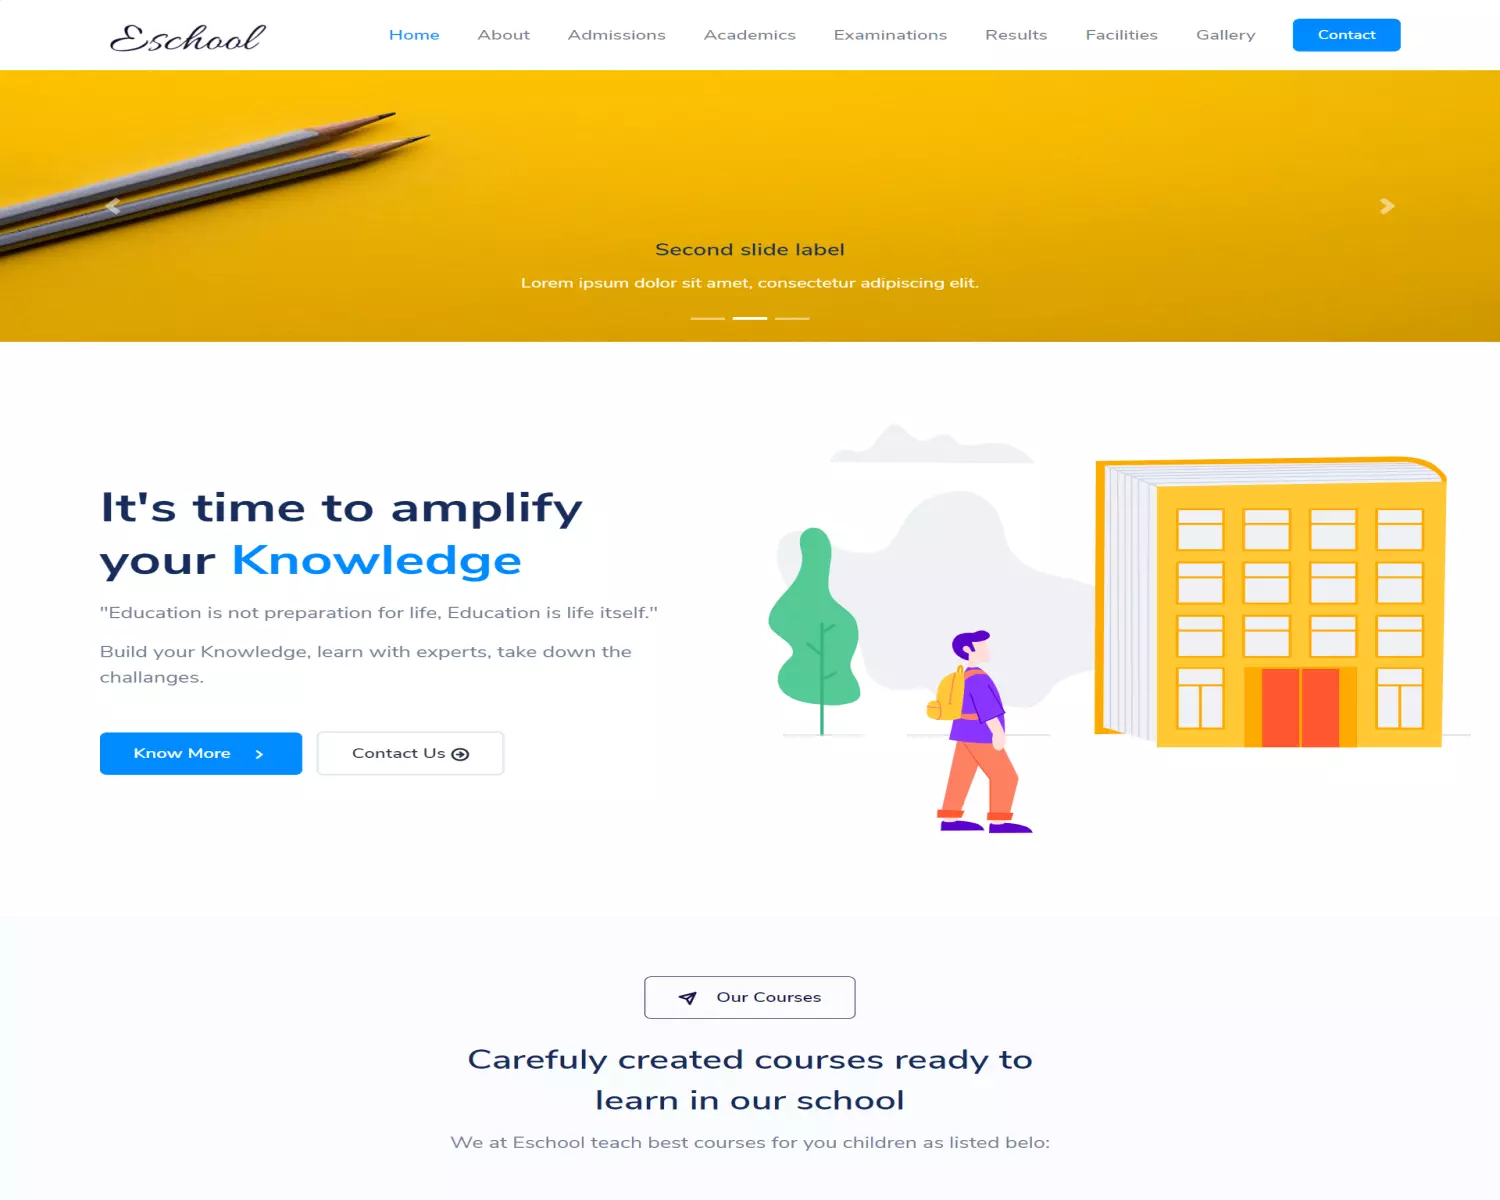 Eschool
Home About Admissions Academics Examinations Results Facilities Gallery Contact
Second slide label
Lorem ipsum dolor sit amet, consectetur adipiscing elit.
It's time to amplify
your Knowledge
"Education is not preparation for life, Education is life itself."
Build your Knowledge, learn with experts, take down the
challanges.
Know More
Contact Us
Our Courses
Carefuly created courses ready to
learn in our school
We at Eschool teach best courses for you children as listed belo: